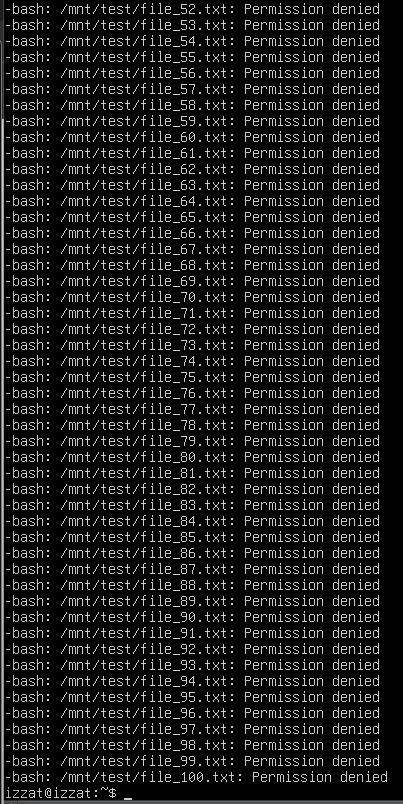 -bash: /mnt/test/file_52.txt: Permission denied
-bash: /mnt/test/file_53.txt: Permission denied
-bash: /mnt/test/file_54.txt: Permission denied
-bash: /mnt/test/file_55.txt: Permission denied
-bash: /mnt/test/file_56.txt: Permission denied
-bash: /mnt/test/file_57.txt: Permission denied
-bash: /mnt/test/file_58.txt: Permission denied
-bash: /mnt/test/file_59.txt: Permission denied
-bash: /mnt/test/file_60.txt: Permission denied
-bash: /mnt/test/file_61.txt: Permission denied
-bash: /mnt/test/file_62.txt: Permission denied
-bash: /mnt/test/file_63.txt: Permission denied
-bash: /mnt/test/file_64.txt: Permission denied
-bash: /mnt/test/file_65.txt: Permission denied
-bash: /mnt/test/file_66.txt: Permission denied
-bash: /mnt/test/file_67.txt: Permission denied
-bash: /mnt/test/file_68.txt: Permission denied
-bash: /mnt/test/file_69.txt: Permission denied
-bash: /mnt/test/file_70.txt: Permission denied
-bash: /mnt/test/file_71.txt: Permission denied
-bash: /mnt/test/file_72.txt: Permission denied
-bash: /mnt/test/file_73.txt: Permission denied
-bash: /mnt/test/file_74.txt: Permission denied
-bash: /mnt/test/file_75.txt: Permission denied
-bash: /mnt/test/file_76.txt: Permission denied
-bash: /mnt/test/file_77.txt: Permission denied
-bash: /mnt/test/file_78.txt: Permission denied
-bash: /mnt/test/file_79.txt: Permission denied
-bash: /mnt/test/file_80.txt: Permission denied
-bash: /mnt/test/file_81.txt: Permission denied
-bash: /mnt/test/file_82.txt: Permission denied
-bash: /mnt/test/file_83.txt: Permission denied
-bash: /mnt/test/file_84.txt: Permission denied
-bash: /mnt/test/file_85.txt: Permission denied
-bash: /mnt/test/file_86.txt: Permission denied
-bash: /mnt/test/file_87.txt: Permission denied
-bash: /mnt/test/file_88.txt: Permission denied
-bash: /mnt/test/file_89.txt: Permission denied
-bash: /mnt/test/file_90.txt: Permission denied
-bash: /mnt/test/file_91.txt: Permission denied
-bash: /mnt/test/file_92.txt: Permission denied
-bash: /mnt/test/file_93.txt: Permission denied
-bash: /mnt/test/file_94.txt: Permission denied
-bash: /mnt/test/file_95.txt: Permission denied
-bash: /mnt/test/file_96.txt: Permission denied
-bash: /mnt/test/file_97.txt: Permission denied
-bash: /mnt/test/file_98.txt: Permission denied
-bash: /mnt/test/file_99.txt: Permission denied
-bash: /mnt/test/file_100.txt: Permission denied
izzat@izzat:~$ _